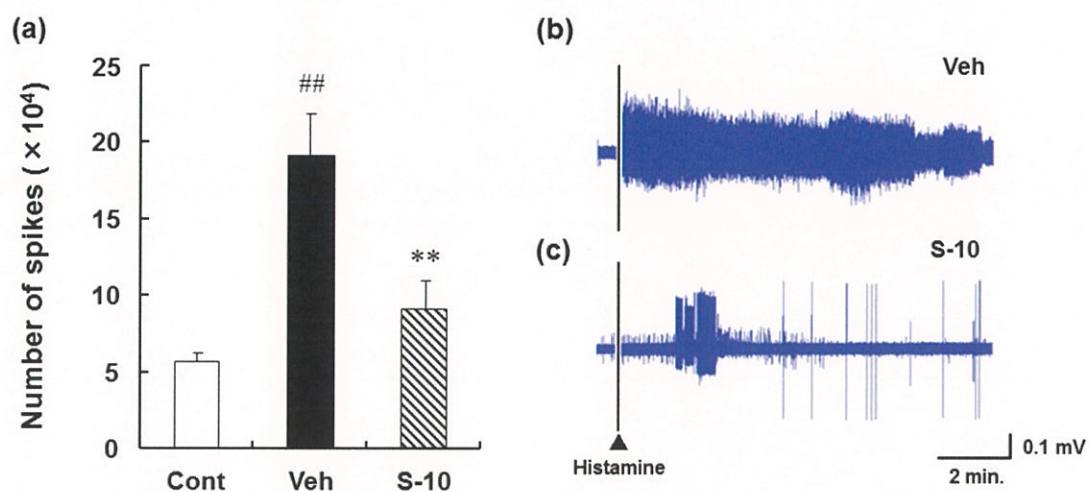 (a)
Number of spikes ( × 10⁴)
25
20
15
10
5
0
##
**
Cont Veh S-10
(b)
Veh
(c)
S-10
Histamine
0.1 mV
2 min.